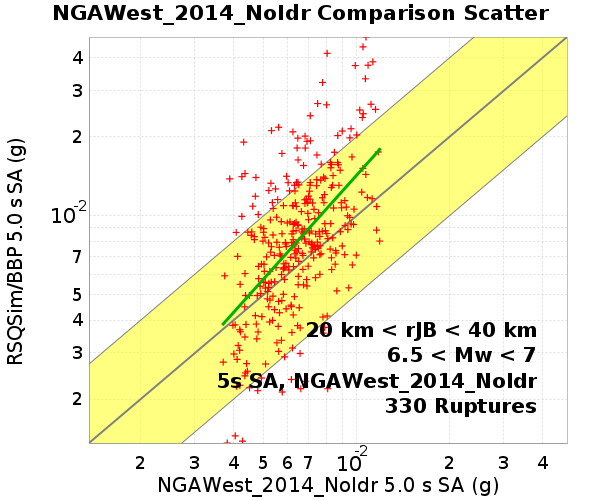 NGAWest_2014_NoIdr Comparison Scatter
RSQSim/BBP 5.0 s SA (g)
4
3
2
10-2
7
5
4
3
2
20 km < rJB < 40 km
6.5 < Mw < 7
5s SA, NGAWest_2014_NoIdr
330 Ruptures
2 3 4 5 6 7 10-2 2 3 4
NGAWest_2014_NoIdr 5.0 s SA (g)